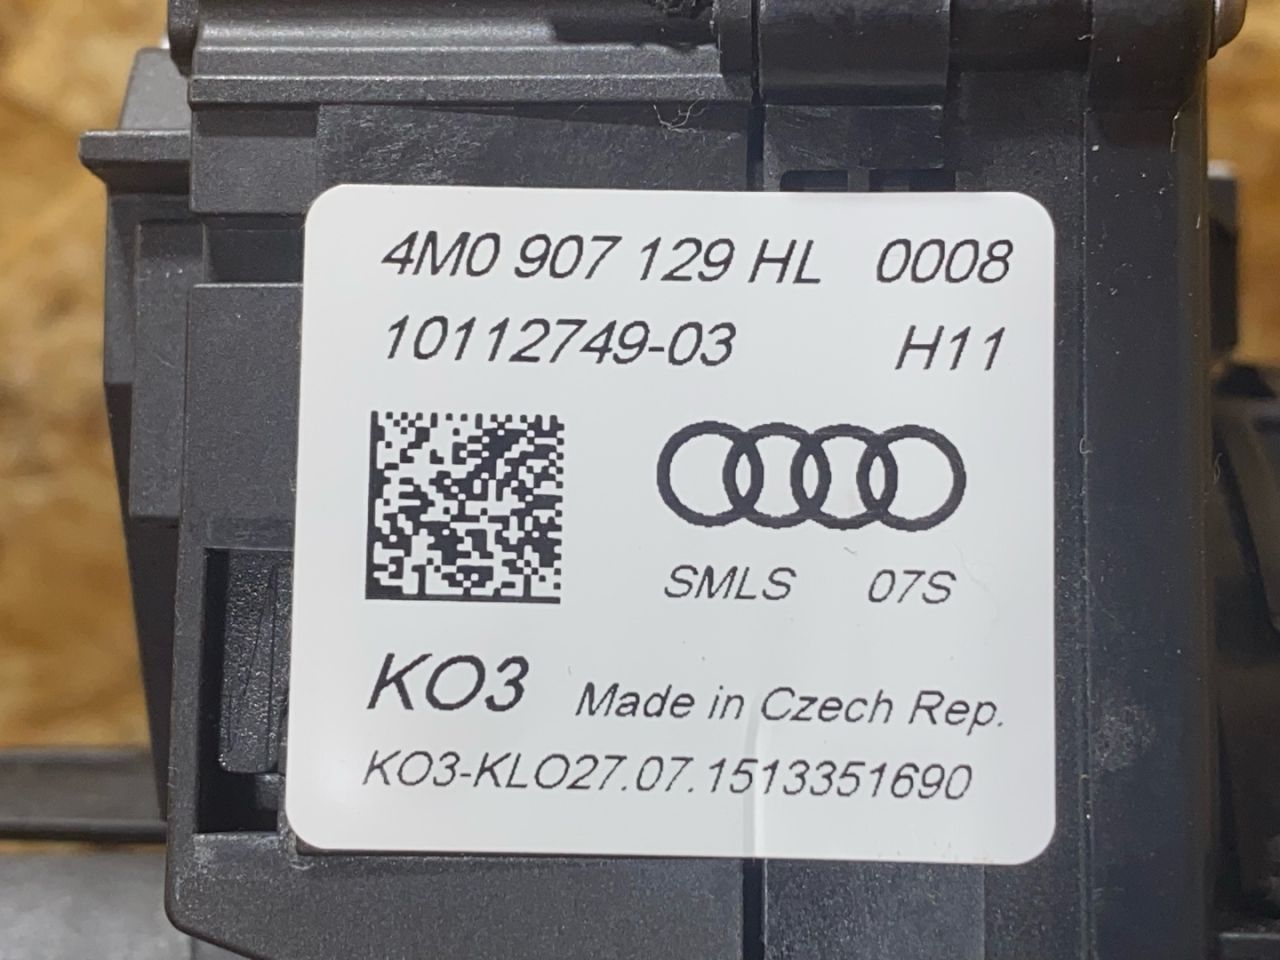 4M0 907 129 HL 0008
10112749-03 H11
SMLS 07S
KO3 Made in Czech Rep.
KO3-KLO27.07.1513351690